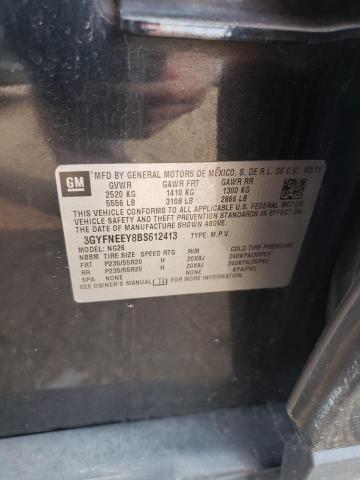 GM
MFD BY GENERAL MOTORS DE MEXICO, S. DE R.L. DE C.V. 03/11
GVWR GAWR FRT GAWR RR
2520 KG 1410 KG 1300 KG
5556 LB 3108 LB 2866 LB
THIS VEHICLE CONFORMS TO ALL APPLICABLE U.S. FEDERAL MOTOR
VEHICLE SAFETY AND THEFT PREVENTION STANDARDS IN EFFECT ON
THE DATE OF MANUFACTURE SHOWN ABOVE.
3GYFNEEY8BS612413 TYPE: M.P.V.
MODEL: NG26
NBBM TIRE SIZE SPEED RTG RIM COLD TIRE PRESSURE
FRT P235/55R20 H 20X8J 240KPA(35PSI)
RR P235/55R20 H 20X8J 240KPA(35PSI)
SPA NONE NONE NONE KPA(PSI)
SEE OWNER'S MANUAL